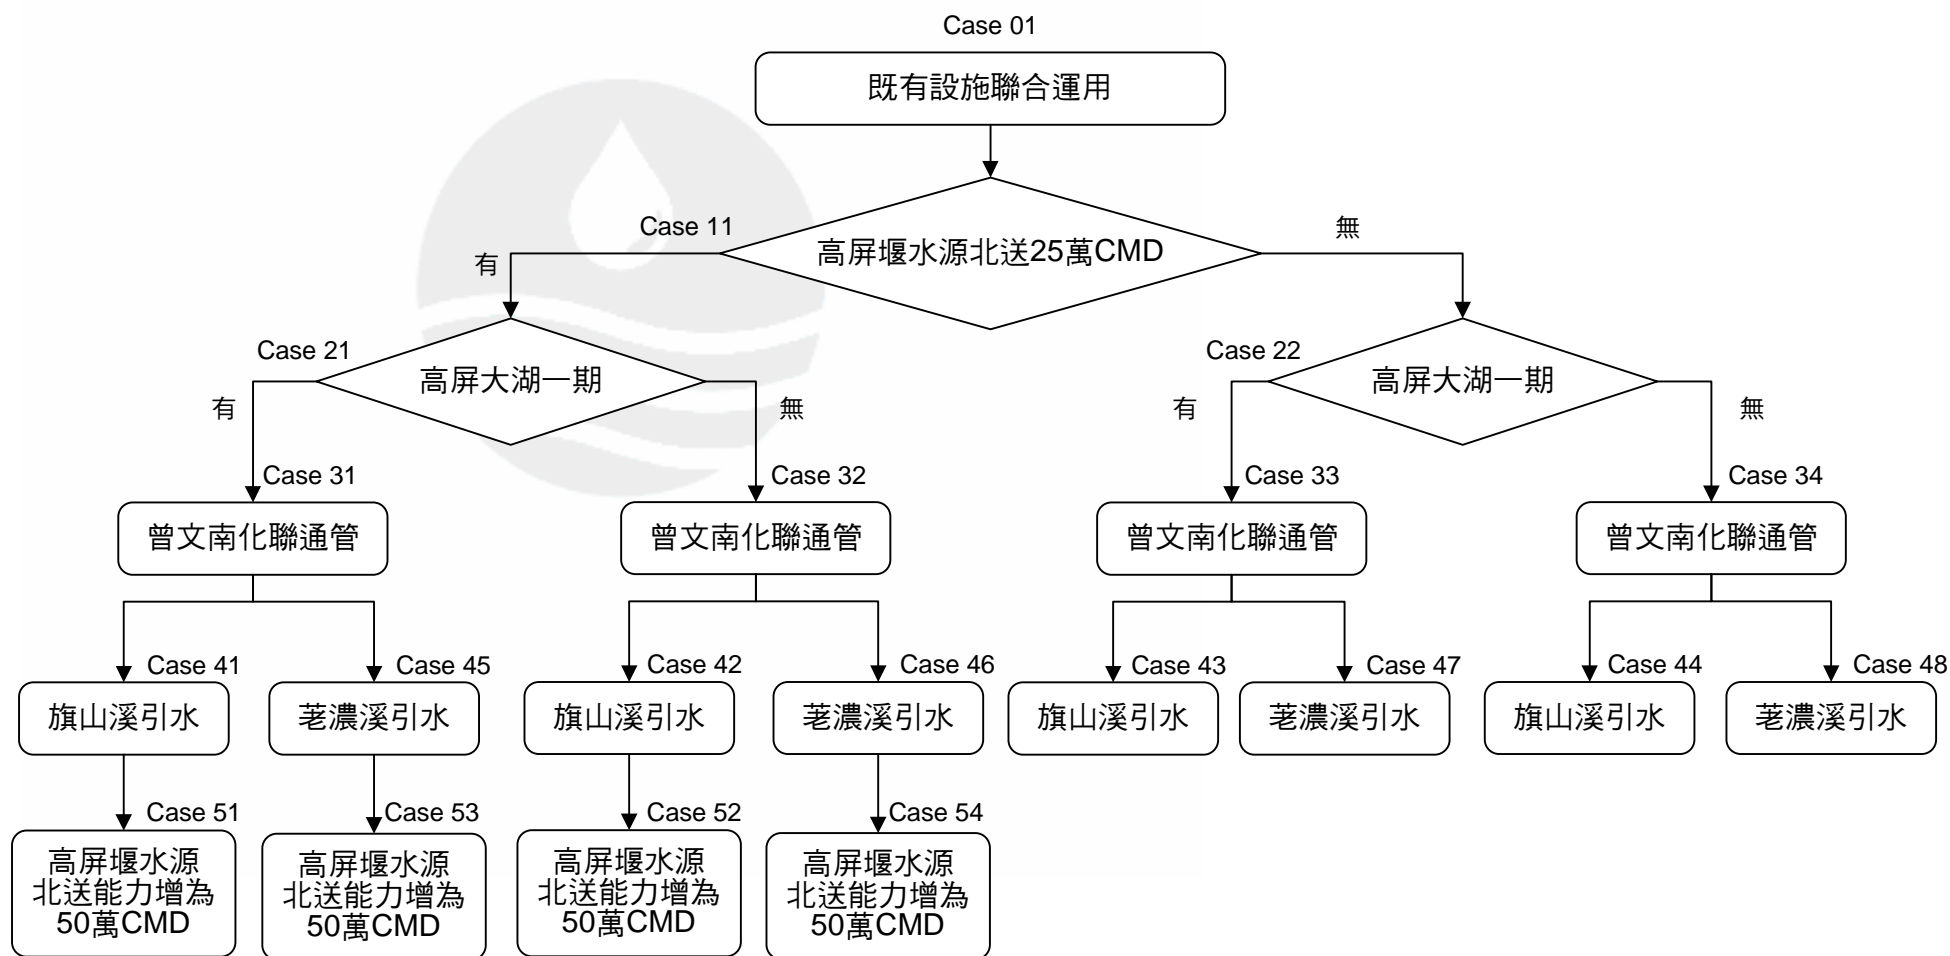 Case 01
既有設施聯合運用
Case 11
高屏堰水源北送25萬CMD
有
無
Case 21
高屏大湖一期
Case 22
高屏大湖一期
有
無
有
無
Case 31
曾文南化聯通管
Case 32
曾文南化聯通管
Case 33
曾文南化聯通管
Case 34
曾文南化聯通管
Case 41
旗山溪引水
Case 45
荖濃溪引水
Case 42
旗山溪引水
Case 46
荖濃溪引水
Case 43
旗山溪引水
Case 47
荖濃溪引水
Case 44
旗山溪引水
Case 48
荖濃溪引水
Case 51
高屏堰水源
北送能力增為
50萬CMD
Case 53
高屏堰水源
北送能力增為
50萬CMD
Case 52
高屏堰水源
北送能力增為
50萬CMD
Case 54
高屏堰水源
北送能力增為
50萬CMD